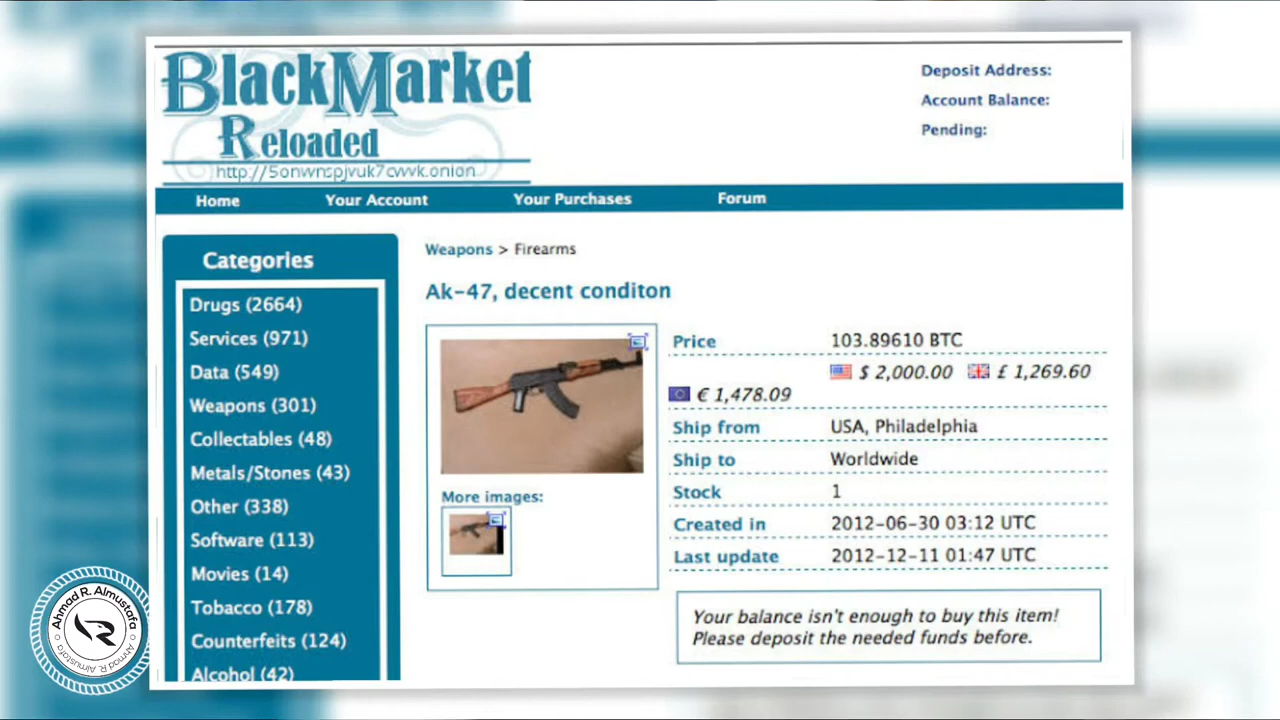 BlackMarket
Reloaded
http://5onwnspjvuk7cwvk.onion
Deposit Address:
Account Balance:
Pending:
Home Your Account Your Purchases Forum
Categories
Drugs (2664)
Services (971)
Data (549)
Weapons (301)
Collectables (48)
Metals/Stones (43)
Other (338)
Software (113)
Movies (14)
Tobacco (178)
Counterfeits (124)
Alcohol (42)
Weapons > Firearms
Ak-47, decent conditon
More images:
Price 103.89610 BTC
$ 2,000.00 £ 1,269.60
€ 1,478.09
Ship from USA, Philadelphia
Ship to Worldwide
Stock 1
Created in 2012-06-30 03:12 UTC
Last update 2012-12-11 01:47 UTC
Your balance isn't enough to buy this item!
Please deposit the needed funds before.
Ahmad R. Almustafa
Ahmad R. Almustafa